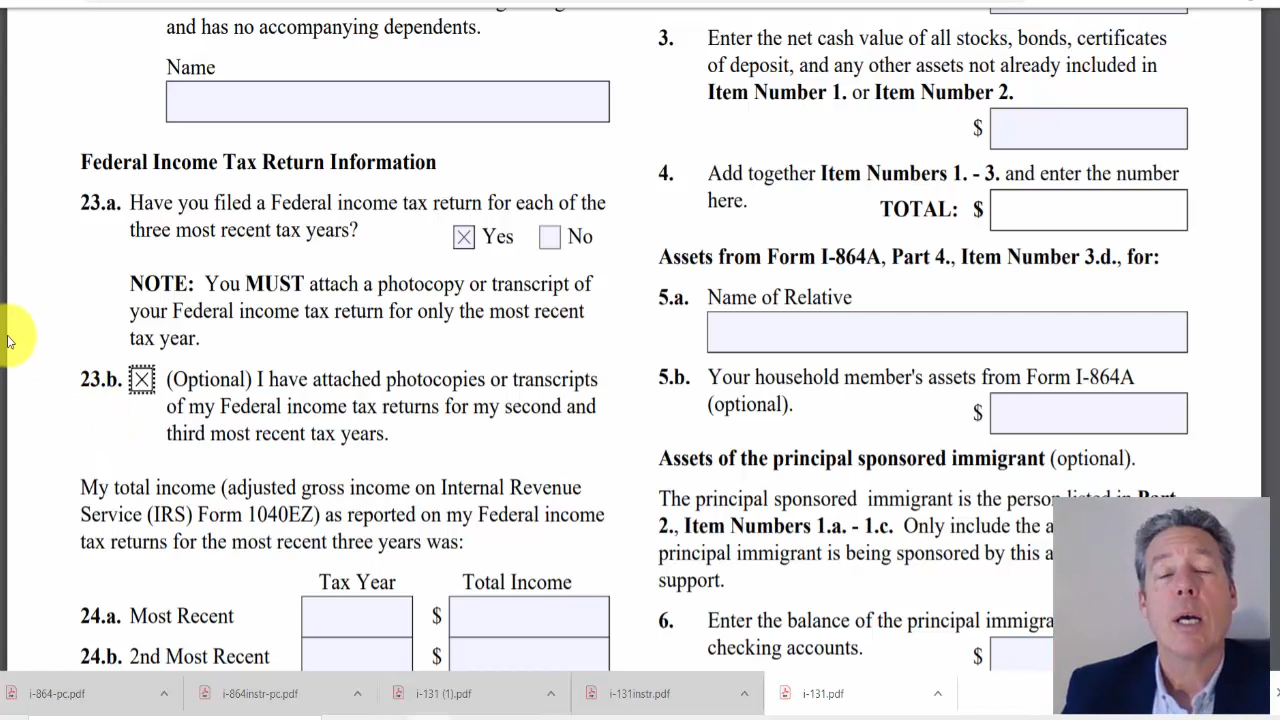 and has no accompanying dependents.
Name
Federal Income Tax Return Information
23.a. Have you filed a Federal income tax return for each of the
three most recent tax years?
Yes No
NOTE: You MUST attach a photocopy or transcript of
your Federal income tax return for only the most recent
tax year.
23.b. (Optional) I have attached photocopies or transcripts
of my Federal income tax returns for my second and
third most recent tax years.
My total income (adjusted gross income on Internal Revenue
Service (IRS) Form 1040EZ) as reported on my Federal income
tax returns for the most recent three years was:
Tax Year Total Income
24.a. Most Recent $
24.b. 2nd Most Recent $
3. Enter the net cash value of all stocks, bonds, certificates
of deposit, and any other assets not already included in
Item Number 1. or Item Number 2.
$
4. Add together Item Numbers 1. - 3. and enter the number
here. TOTAL: $
Assets from Form I-864A, Part 4., Item Number 3.d., for:
5.a. Name of Relative
5.b. Your household member's assets from Form I-864A
(optional). $
Assets of the principal sponsored immigrant (optional).
The principal sponsored immigrant is the person listed in Part
2., Item Numbers 1.a. - 1.c. Only include the a
principal immigrant is being sponsored by this a
support.
6. Enter the balance of the principal immigra
checking accounts. $
i-864-pc.pdf i-864instr-pc.pdf i-131 (1).pdf i-131instr.pdf i-131.pdf